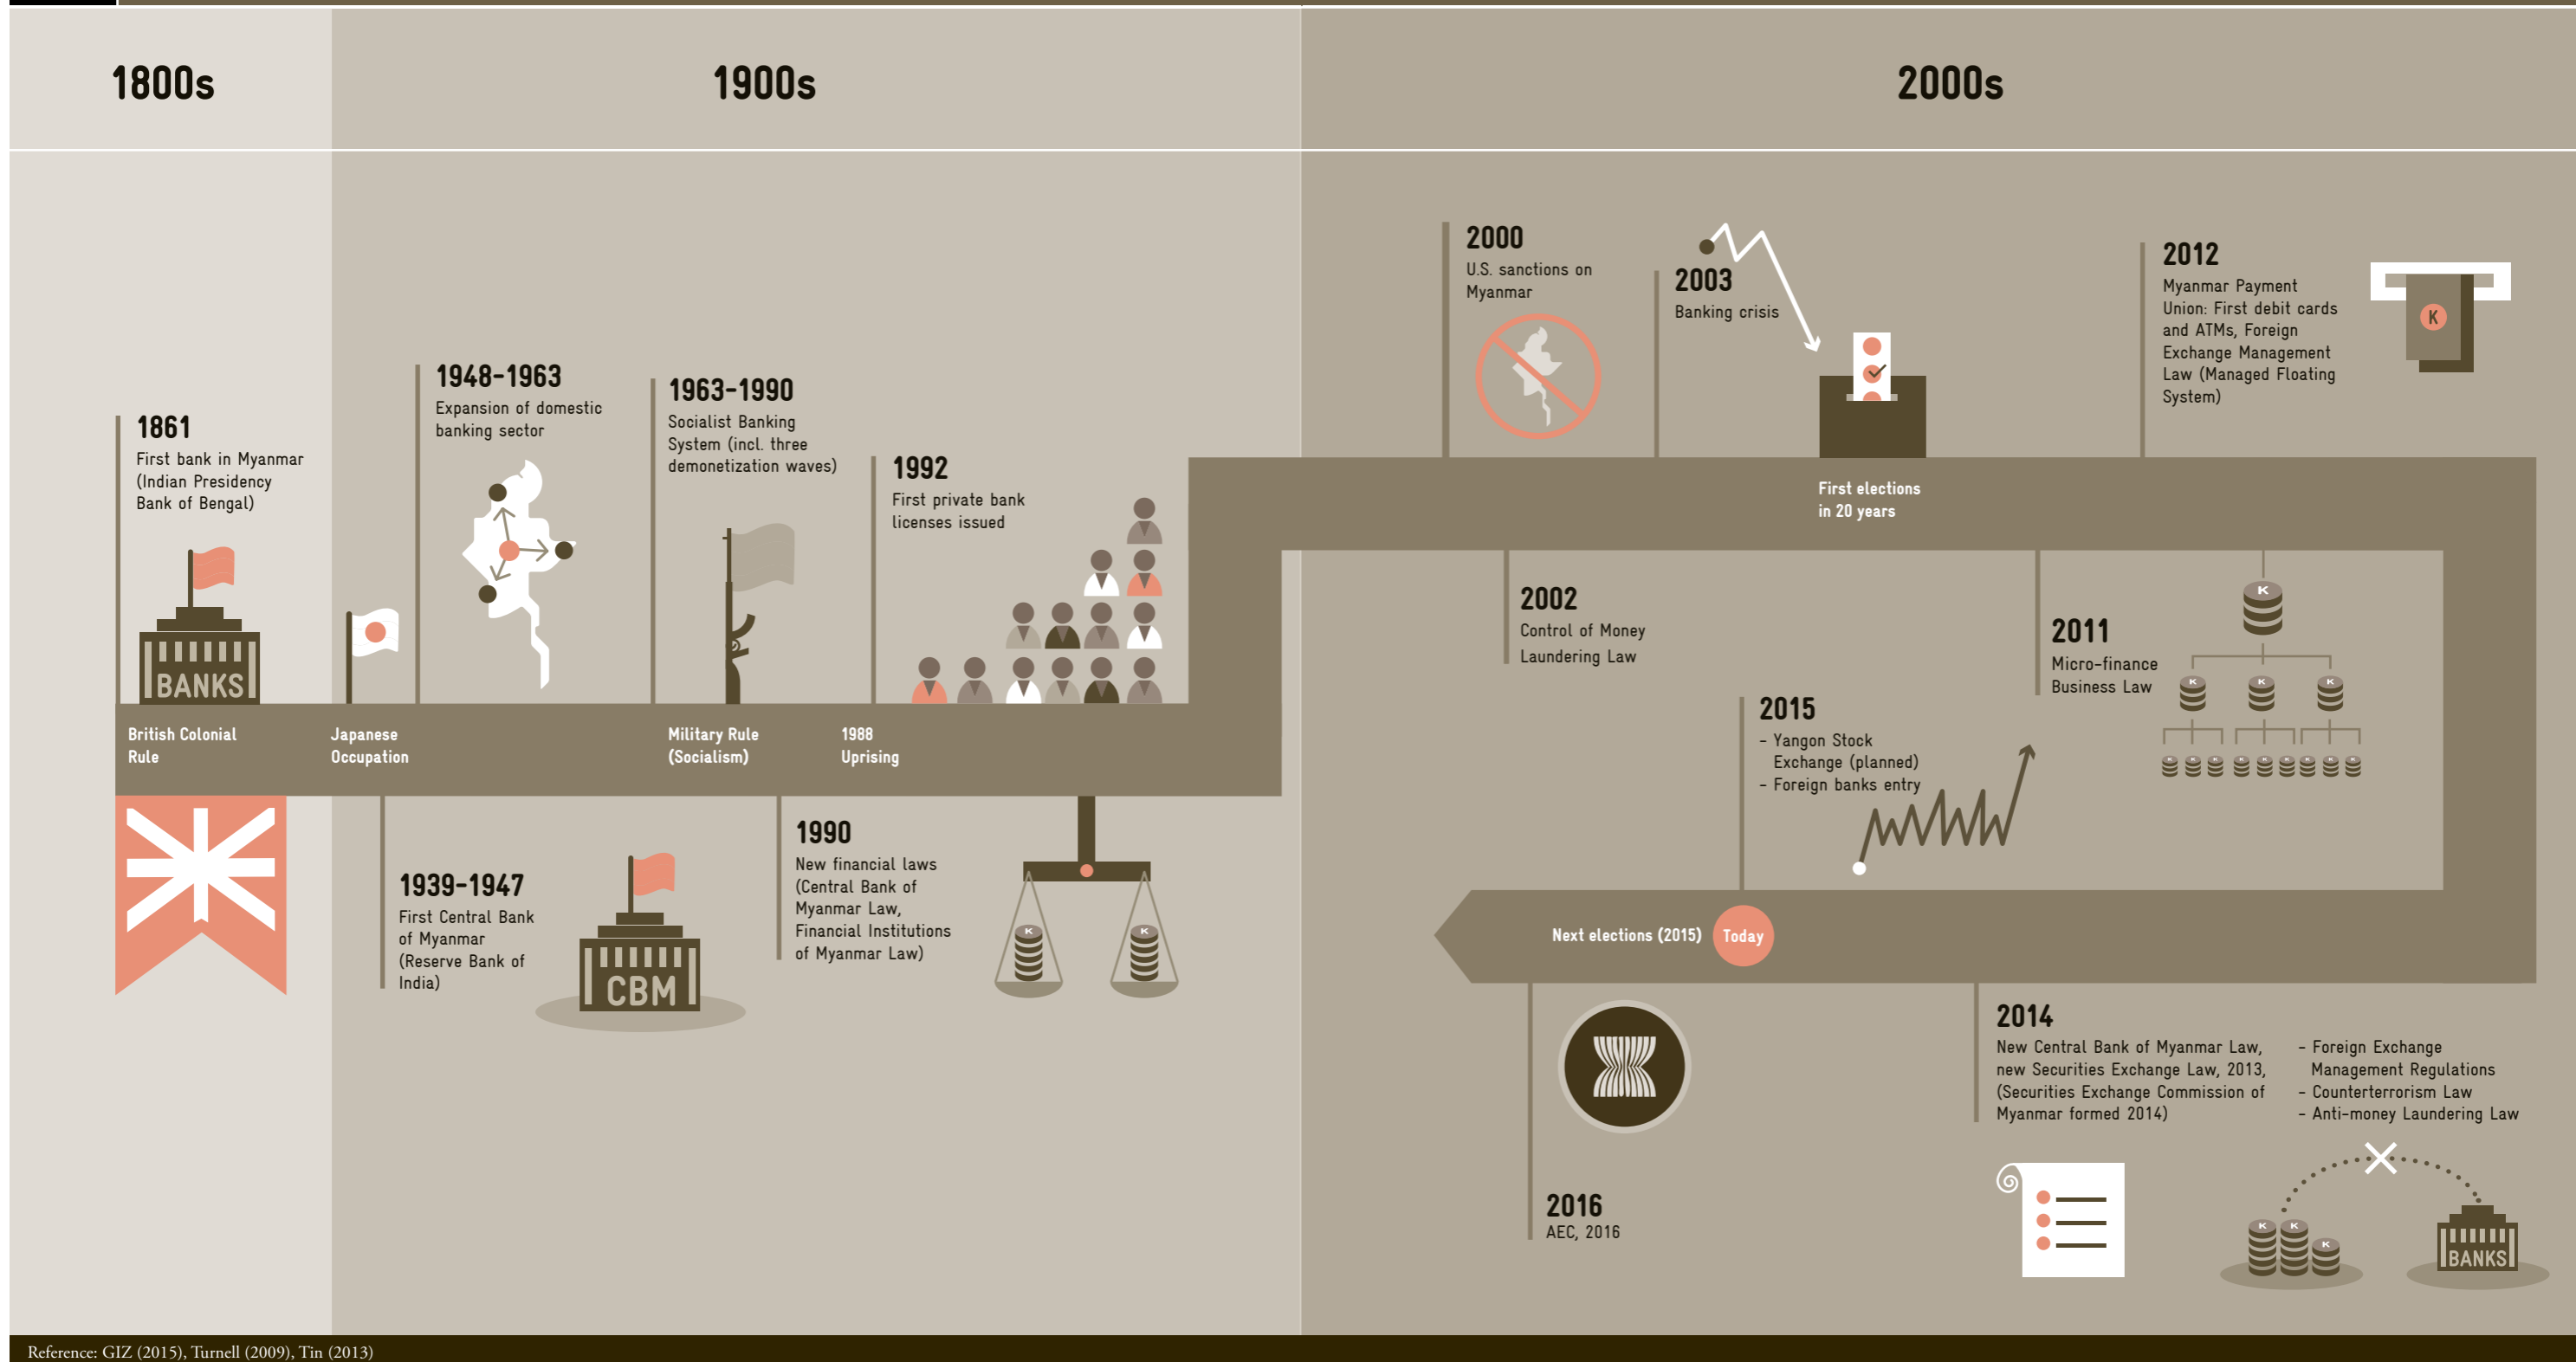 1800s
1900s
2000s
1861
First bank in Myanmar
(Indian Presidency
Bank of Bengal)
BANKS
1948-1963
Expansion of domestic
banking sector
1963-1990
Socialist Banking
System (incl. three
demonetization waves)
1992
First private bank
licenses issued
British Colonial
Rule
Japanese
Occupation
Military Rule
(Socialism)
1988
Uprising
1939-1947
First Central Bank
of Myanmar
(Reserve Bank of
India)
CBM
1990
New financial laws
(Central Bank of
Myanmar Law,
Financial Institutions
of Myanmar Law)
K
K
2000
U.S. sanctions on
Myanmar
2003
Banking crisis
2012
Myanmar Payment
Union: First debit cards
and ATMs, Foreign
Exchange Management
Law (Managed Floating
System)
K
First elections
in 20 years
2002
Control of Money
Laundering Law
2011
Micro-finance
Business Law
K
K
K
K
K
K
K
K
K
K
K
K
K
2015
- Yangon Stock
Exchange (planned)
- Foreign banks entry
Next elections (2015)
Today
2014
New Central Bank of Myanmar Law,
new Securities Exchange Law, 2013,
(Securities Exchange Commission of
Myanmar formed 2014)
- Foreign Exchange
Management Regulations
- Counterterrorism Law
- Anti-money Laundering Law
K
K
K
BANKS
2016
AEC, 2016
Reference: GIZ (2015), Turnell (2009), Tin (2013)